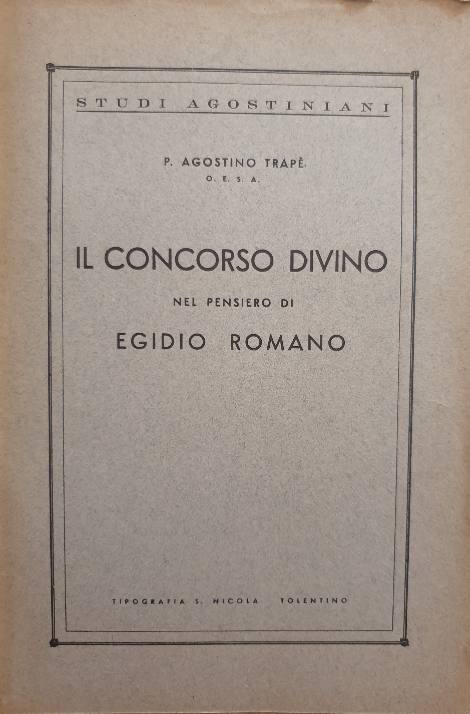 STUDI AGOSTINIANI
P. AGOSTINO TRAPÈ
O. E. S. A.
IL CONCORSO DIVINO
NEL PENSIERO DI
EGIDIO ROMANO
TIPOGRAFIA S. NICOLA TOLENTINO